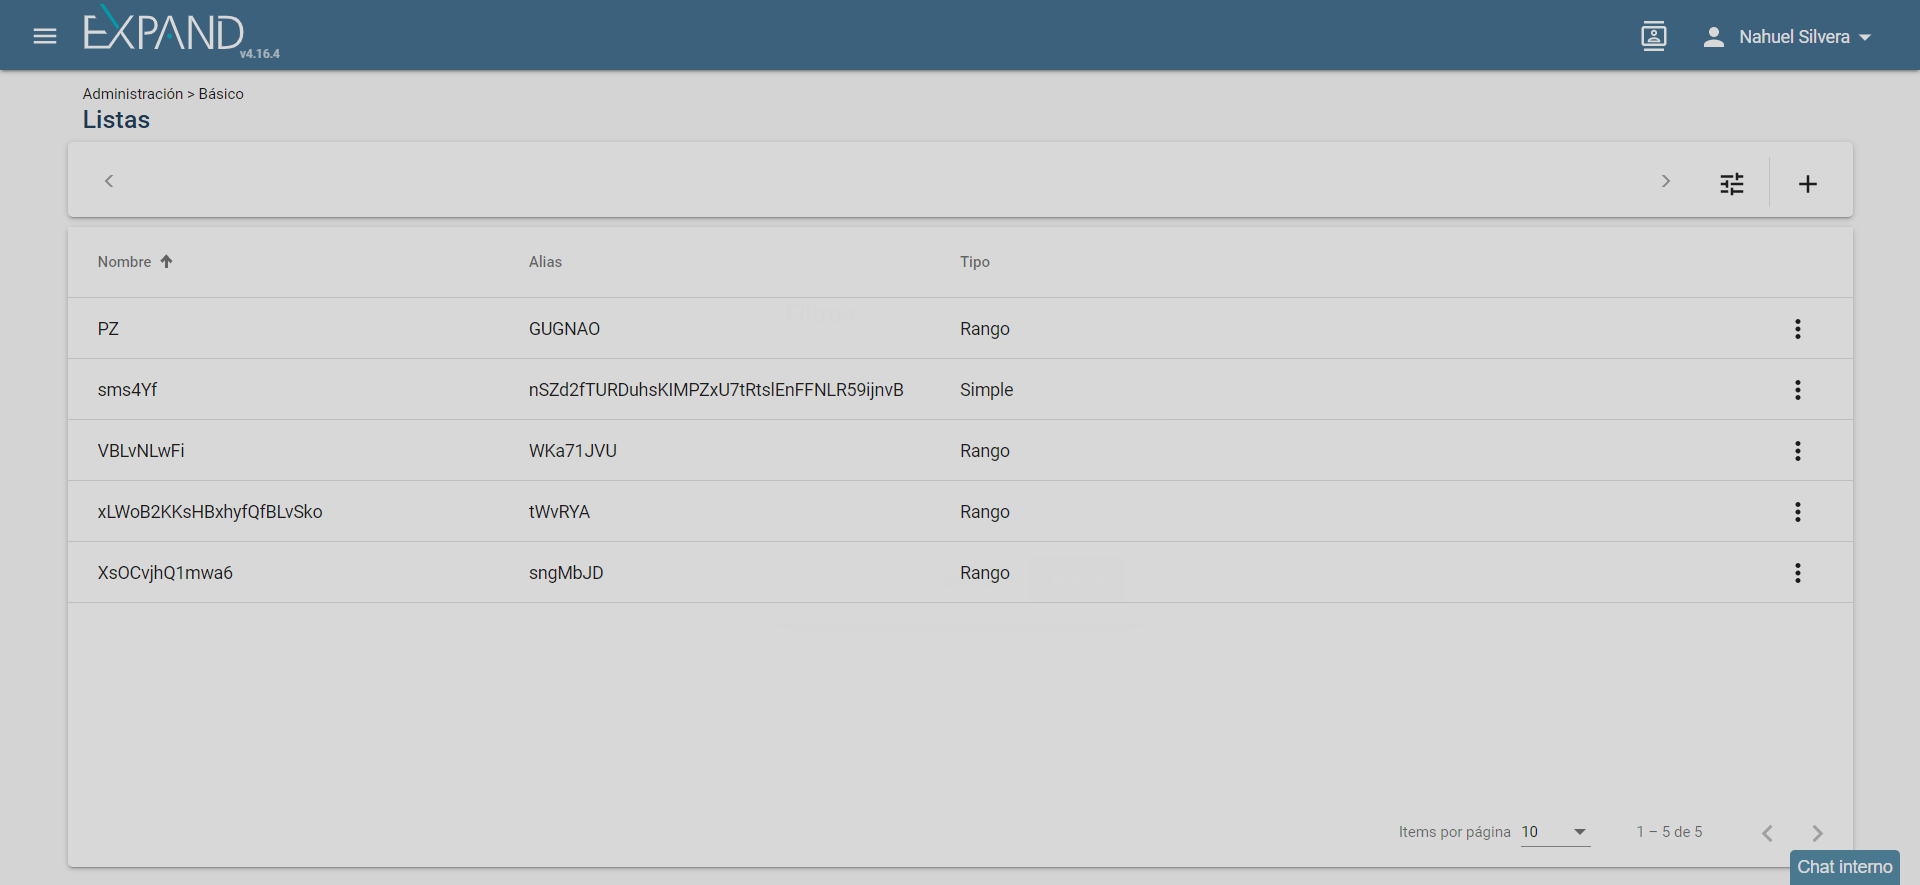 EXPAND
v4.16.4
Nahuel Silvera
Administración > Básico
Listas
Nombre Alias Tipo
PZ GUGNAO Rango
sms4Yf nSZd2fTURDuhsKIMPZxU7tRtslEnFFNLR59ijnvB Simple
VBLvNLwFi WKa71JVU Rango
xLWoB2KKsHBxhyfQfBLvSko tWvRYA Rango
XsOCvjhQ1mwa6 sngMbJD Rango
Items por página 10 1 – 5 de 5
Chat interno